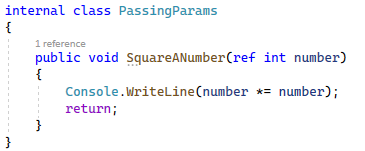 internal class PassingParams
{
1 reference
public void SquareANumber(ref int number)
{
Console.WriteLine(number *= number);
return;
}
}